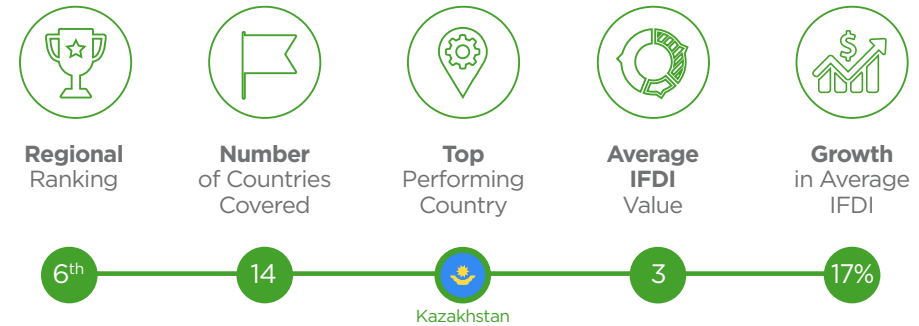 $
Regional
Ranking
Number
of Countries
Covered
Top
Performing
Country
Average
IFDI
Value
Growth
in Average
IFDI
6th
14
3
17%
Kazakhstan